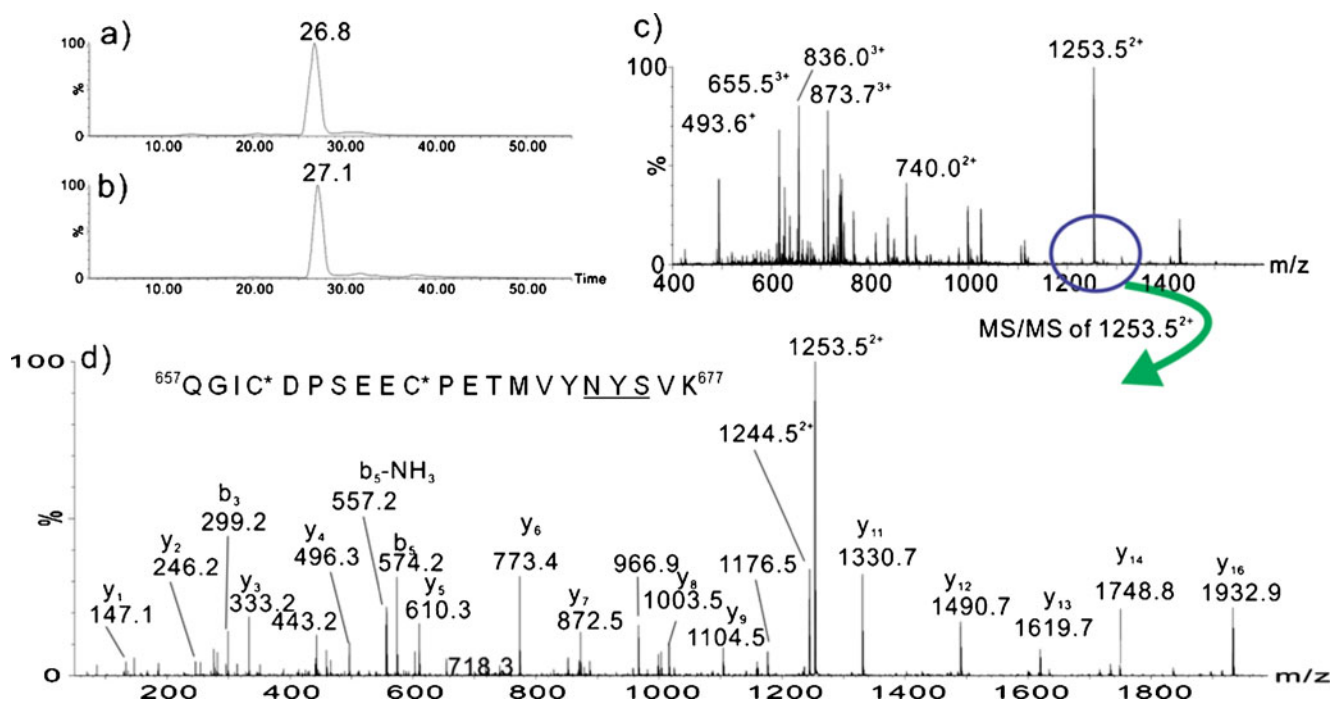 a)
26.8
100
%
0
10.00 20.00 30.00 40.00 50.00
b)
27.1
100
%
0
10.00 20.00 30.00 40.00 50.00 Time
c)
1253.5²⁺
100
836.0³⁺
655.5³⁺
873.7³⁺
493.6⁺
740.0²⁺
%
0
400 600 800 1000 1200 1400 m/z
MS/MS of 1253.5²⁺
d)
100
1253.5²⁺
⁶⁵⁷QGIC*DPSEEC*PETMVYNYSVK⁶⁷⁷
1244.5²⁺
b₅-NH₃
557.2
b₃
299.2
y₂
246.2
y₄
496.3
b₅
574.2
y₆
773.4
y₁₁
1330.7
y₁
147.1
y₃
333.2
443.2
y₅
610.3
718.3
y₇
872.5
966.9
y₈
1003.5
y₉
1104.5
1176.5
y₁₂
1490.7
y₁₃
1619.7
y₁₄
1748.8
y₁₆
1932.9
%
0
200 400 600 800 1000 1200 1400 1600 1800 m/z